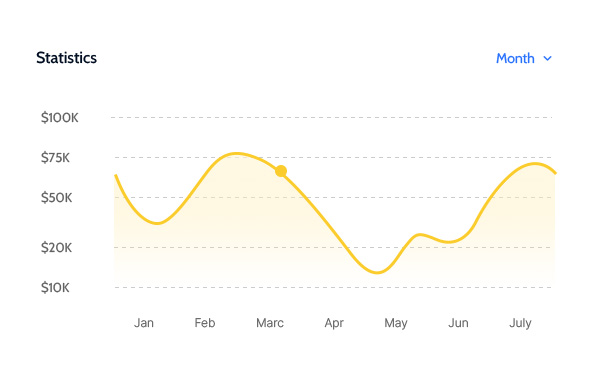 Statistics
Month
$100K
$75K
$50K
$20K
$10K
Jan Feb Marc Apr May Jun July